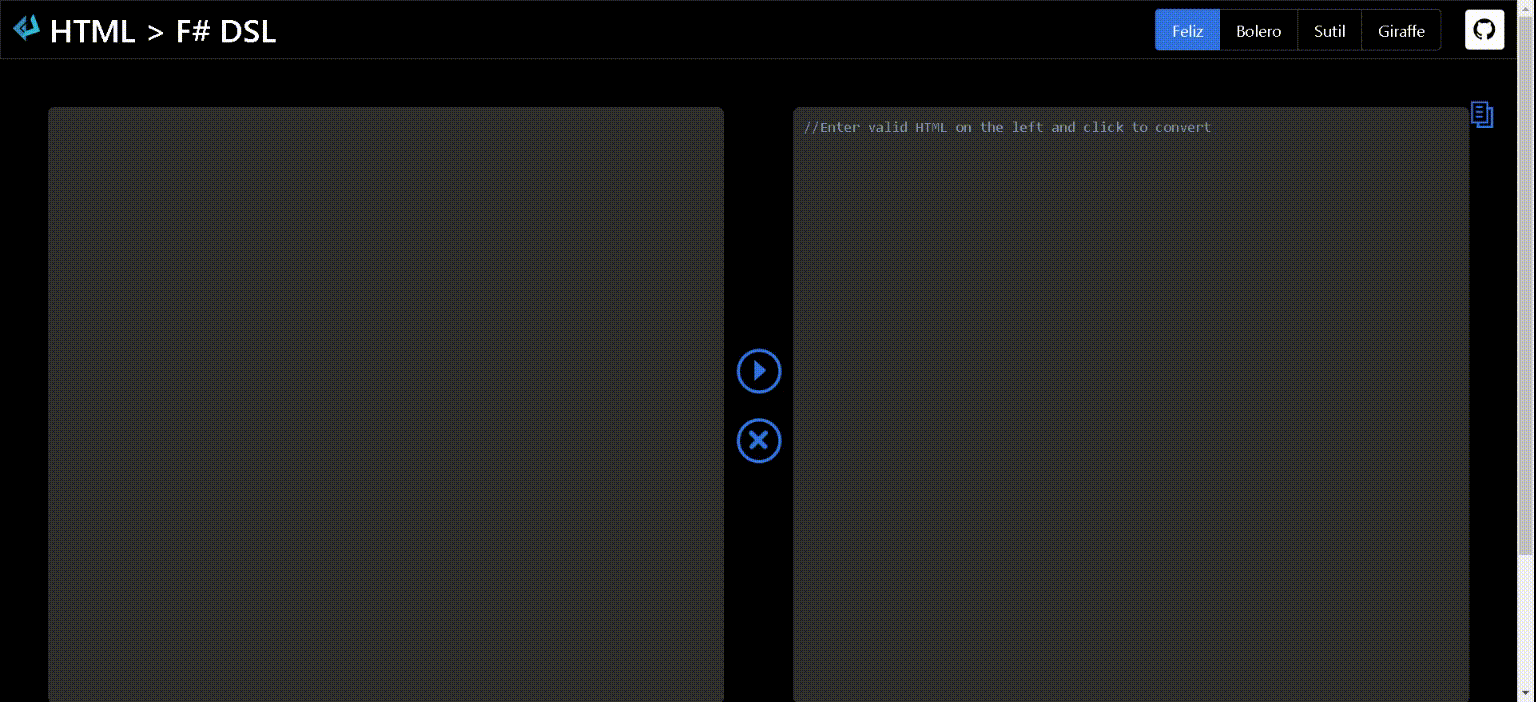 HTML > F# DSL
Feliz
Bolero
Sutil
Giraffe
//Enter valid HTML on the left and click to convert